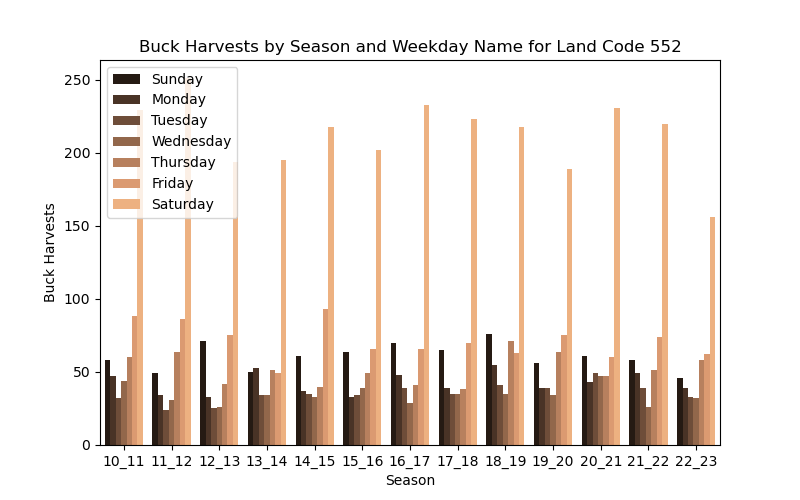 Buck Harvests by Season and Weekday Name for Land Code 552
250
200
150
100
50
0
Buck Harvests
Sunday
Monday
Tuesday
Wednesday
Thursday
Friday
Saturday
10_11 11_12 12_13 13_14 14_15 15_16 16_17 17_18 18_19 19_20 20_21 21_22 22_23
Season